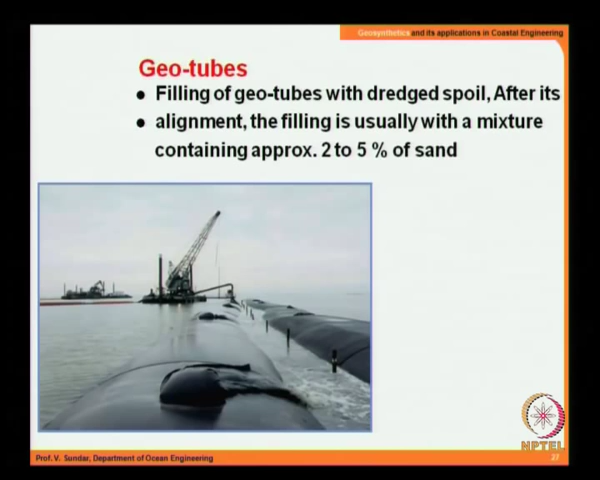 Geosynthetics and its applications in Coastal Engineering
Geo-tubes
● Filling of geo-tubes with dredged spoil, After its
● alignment, the filling is usually with a mixture
containing approx. 2 to 5 % of sand
NPTEL
Prof. V. Sundar, Department of Ocean Engineering
27